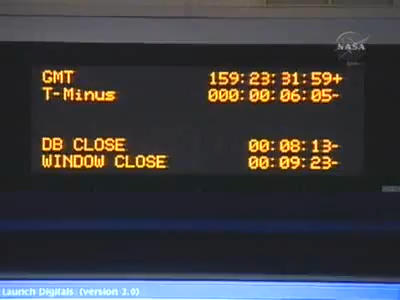 NASA
GMT 159:23:31:59+
T-Minus 000:00:06:05-
DB CLOSE 00:08:13-
WINDOW CLOSE 00:09:23-
Launch Digitals: (version 3.0)